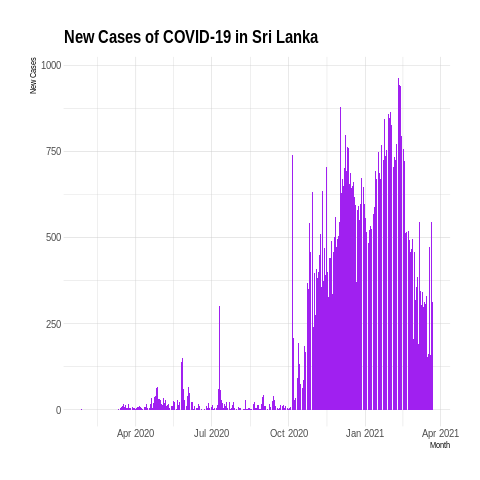 New Cases of COVID-19 in Sri Lanka
New Cases
1000
750
500
250
0
Apr 2020
Jul 2020
Oct 2020
Jan 2021
Apr 2021
Month